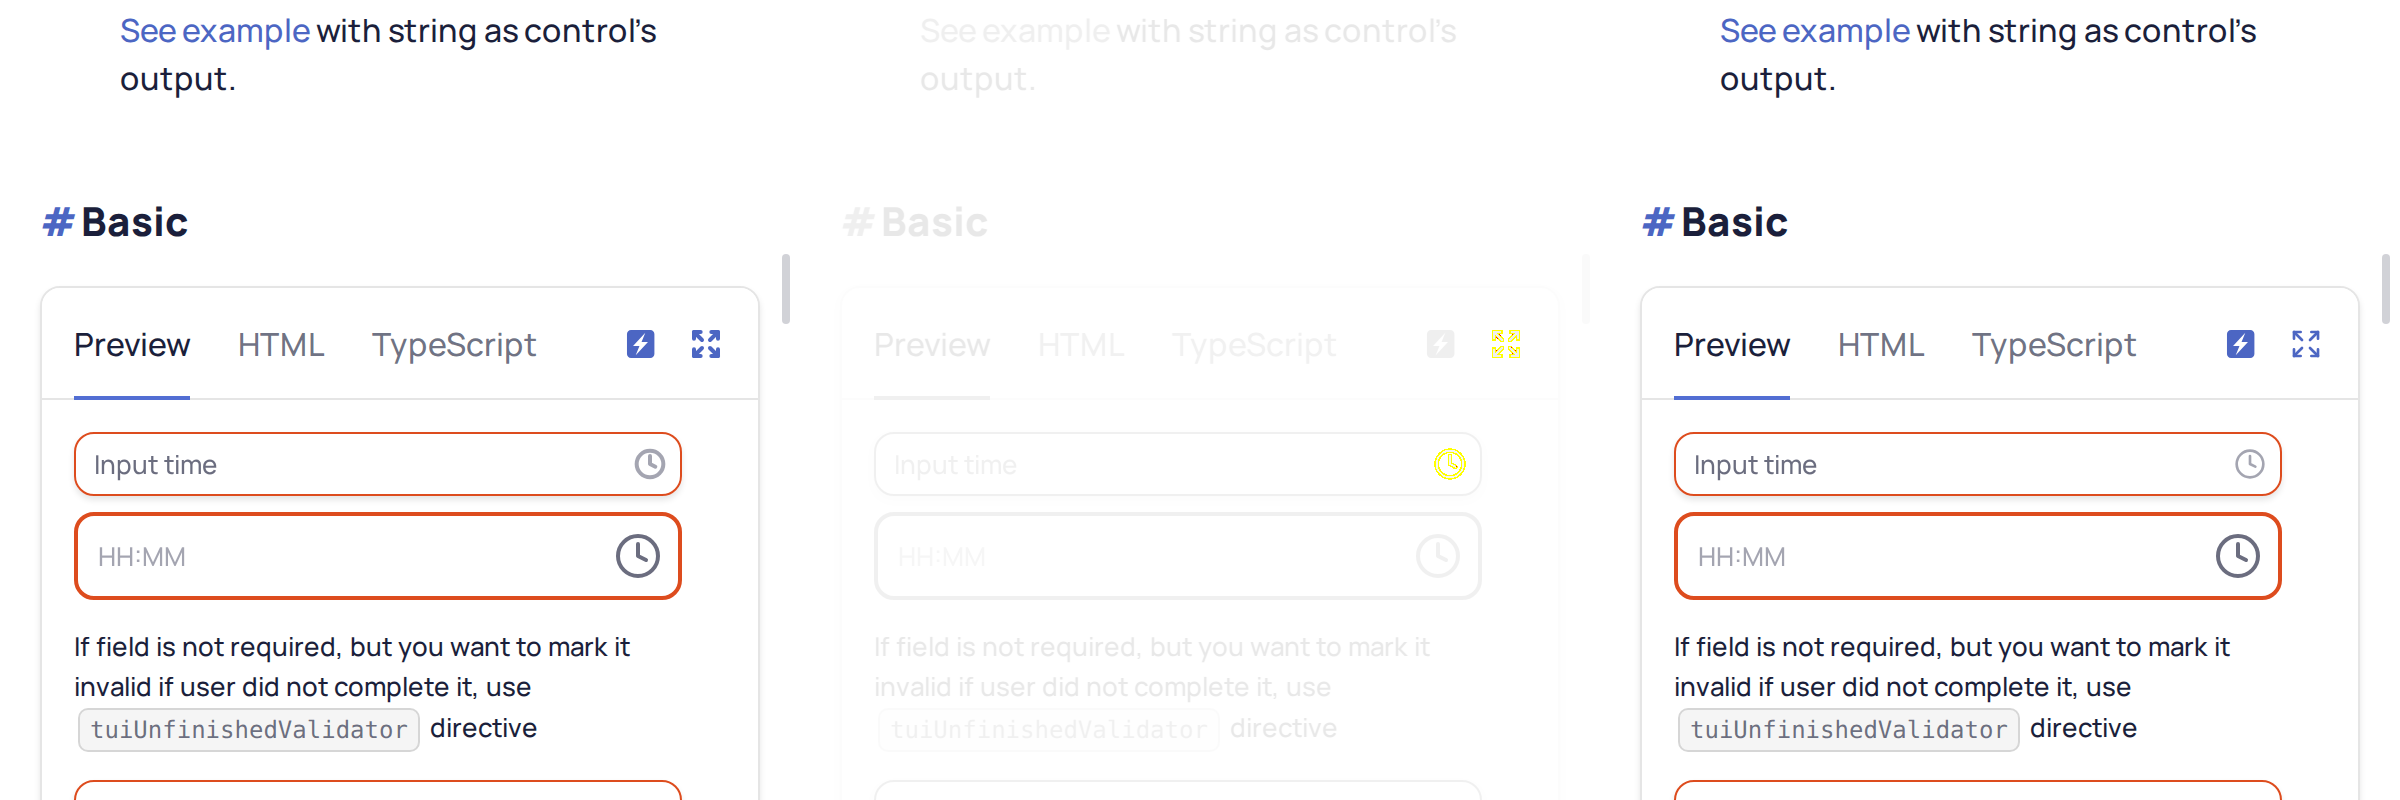 See example with string as control's
output.
# Basic
Preview HTML TypeScript
Input time
HH:MM
If field is not required, but you want to mark it
invalid if user did not complete it, use
tuiUnfinishedValidator directive
See example with string as control's
output.
# Basic
Preview HTML TypeScript
Input time
HH:MM
If field is not required, but you want to mark it
invalid if user did not complete it, use
tuiUnfinishedValidator directive
See example with string as control's
output.
# Basic
Preview HTML TypeScript
Input time
HH:MM
If field is not required, but you want to mark it
invalid if user did not complete it, use
tuiUnfinishedValidator directive